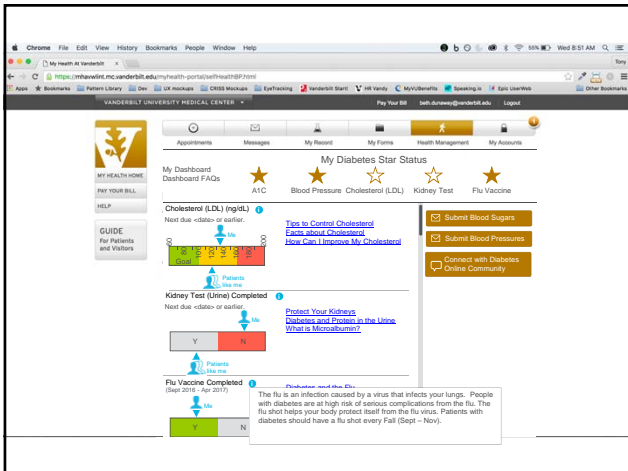 Chrome File Edit View History Bookmarks People Window Help
55% Wed 8:51 AM
My Health At Vanderbilt
Tony
https://mhavwiint.mc.vanderbilt.edu/myhealth-portal/selfHealthBP.html
Apps Bookmarks Pattern Library Dev UX mockups CRISS Mockups EyeTracking Vanderbilt Starti HR Vandy MyVUBenefits Speaking.io Epic UserWeb Other Bookmarks
VANDERBILT UNIVERSITY MEDICAL CENTER
Pay Your Bill beth.dunaway@vanderbilt.edu Logout
Appointments Messages My Record My Forms Health Management My Accounts
MY HEALTH HOME
PAY YOUR BILL
HELP
GUIDE
For Patients
and Visitors
My Dashboard
Dashboard FAQs
My Diabetes Star Status
A1C Blood Pressure Cholesterol (LDL) Kidney Test Flu Vaccine
Cholesterol (LDL) (ng/dL)
Next due <date> or earlier.
Me
60 80 100 120 140 160 180 200
Goal
Patients
like me
Tips to Control Cholesterol
Facts about Cholesterol
How Can I Improve My Cholesterol
Submit Blood Sugars
Submit Blood Pressures
Connect with Diabetes
Online Community
Kidney Test (Urine) Completed
Next due <date> or earlier.
Me
Y N
Patients
like me
Protect Your Kidneys
Diabetes and Protein in the Urine
What is Microalbumin?
Flu Vaccine Completed
(Sept 2016 - Apr 2017)
Me
Y N
Diabetes and the Flu
The flu is an infection caused by a virus that infects your lungs. People
with diabetes are at high risk of serious complications from the flu. The
flu shot helps your body protect itself from the flu virus. Patients with
diabetes should have a flu shot every Fall (Sept – Nov).